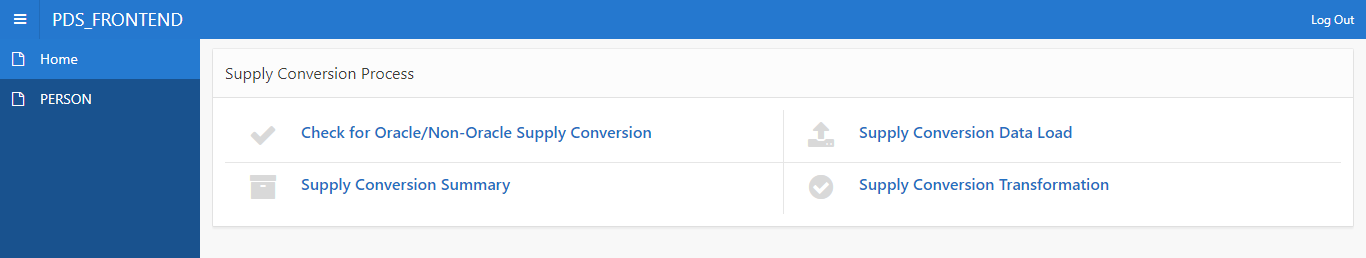 PDS_FRONTEND
Log Out
Home
PERSON
Supply Conversion Process
Check for Oracle/Non-Oracle Supply Conversion
Supply Conversion Data Load
Supply Conversion Summary
Supply Conversion Transformation